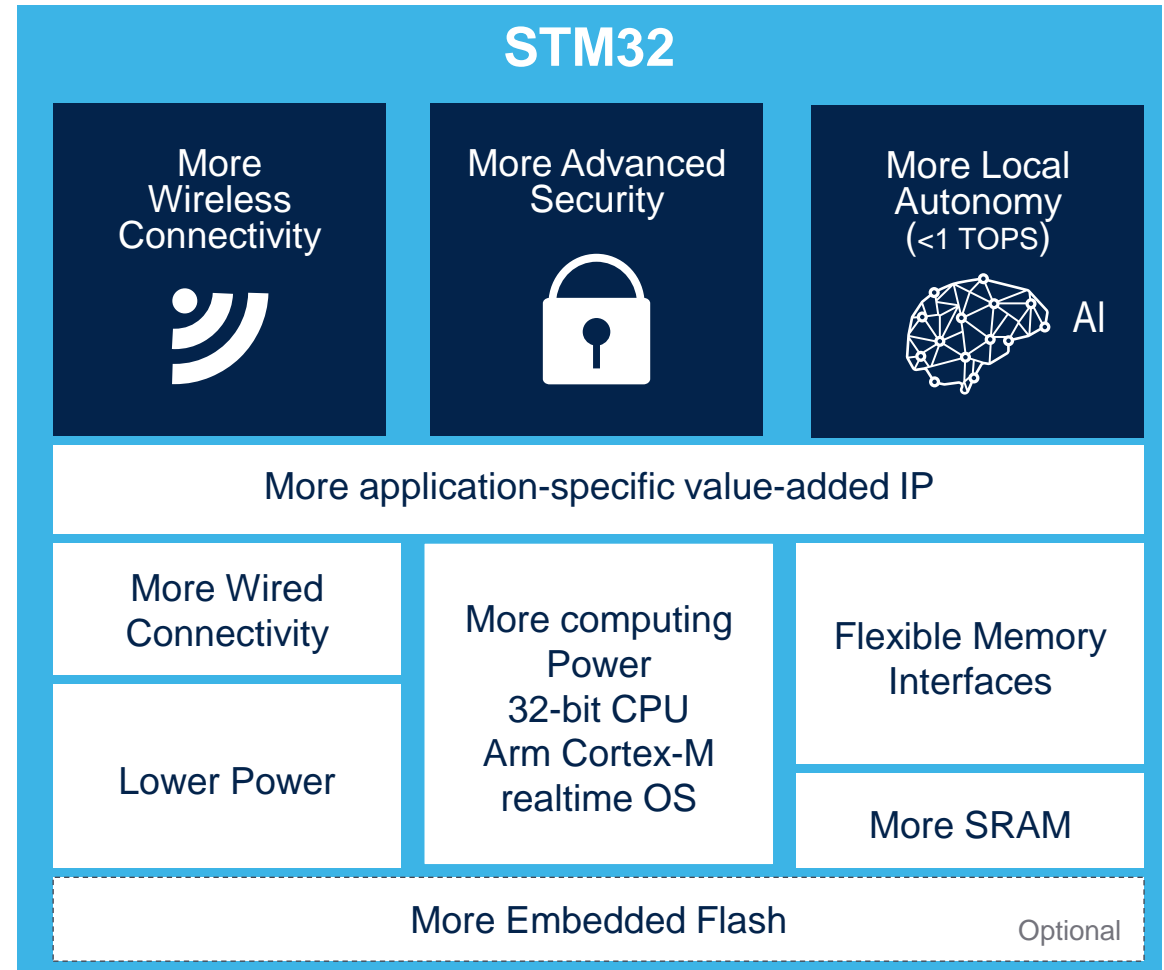 STM32
More
Wireless
Connectivity
More Advanced
Security
More Local
Autonomy
(<1 TOPS)
AI
More application-specific value-added IP
More Wired
Connectivity
Lower Power
More computing
Power
32-bit CPU
Arm Cortex-M
realtime OS
Flexible Memory
Interfaces
More SRAM
More Embedded Flash
Optional